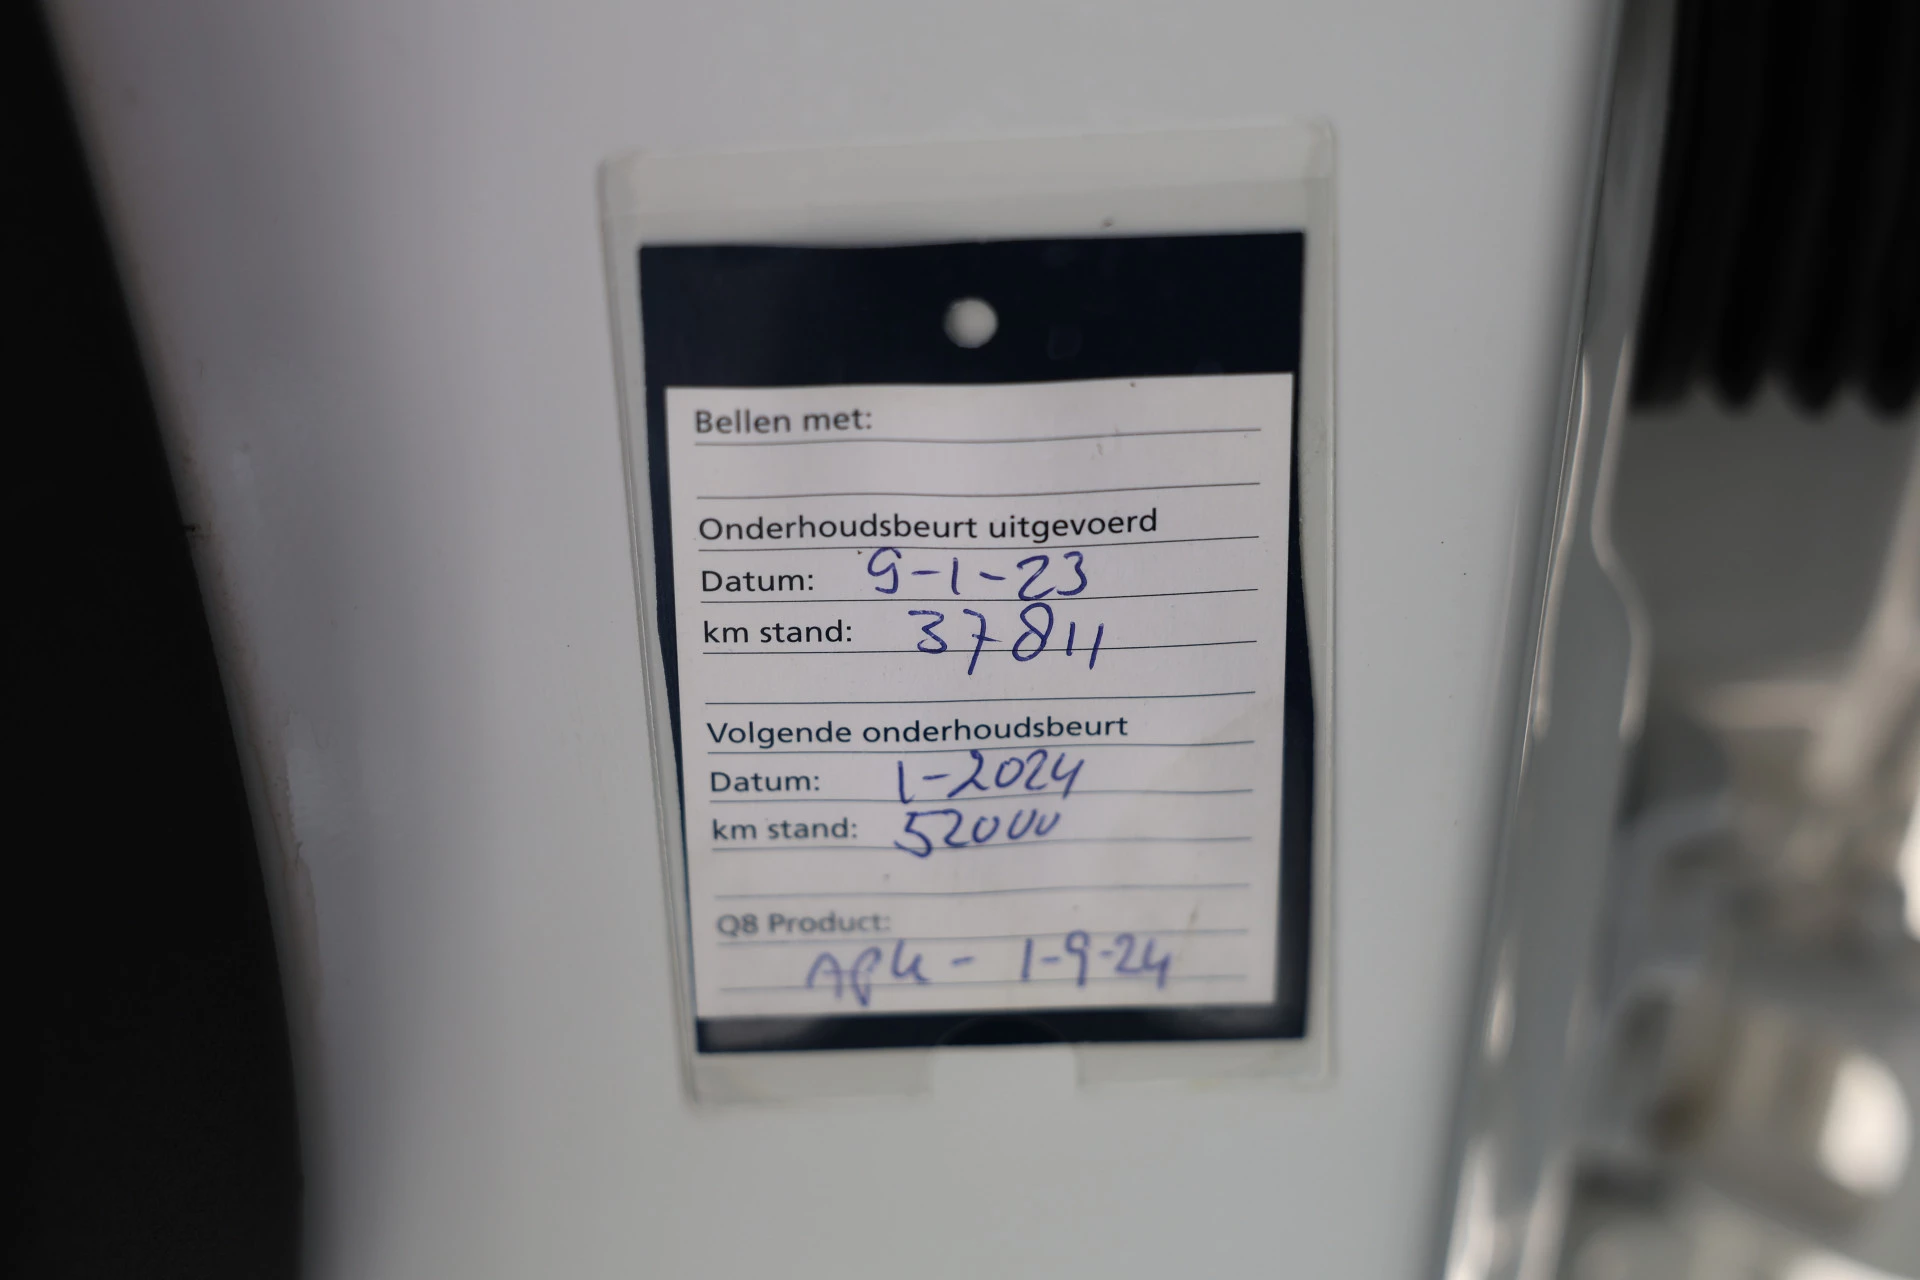 Bellen met:
Onderhoudsbeurt uitgevoerd
Datum: 9-1-23
km stand: 37811
Volgende onderhoudsbeurt
Datum: 1-2024
km stand: 52000
Q8 Product:
APK - 1-9-24